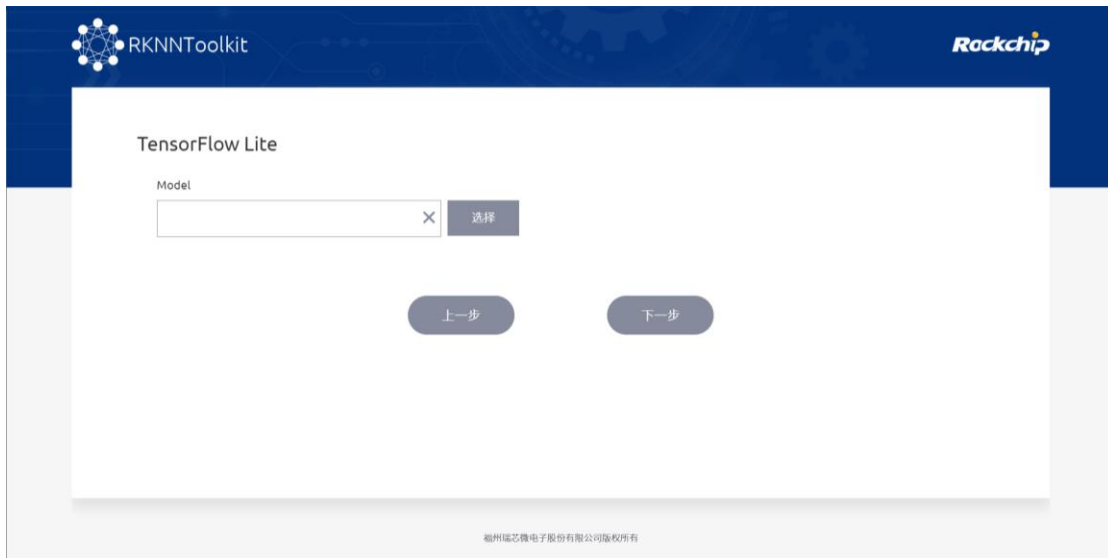 RKNNToolkit
Rockchip
TensorFlow Lite
Model
选择
上一步
下一步
福州瑞芯微电子股份有限公司版权所有